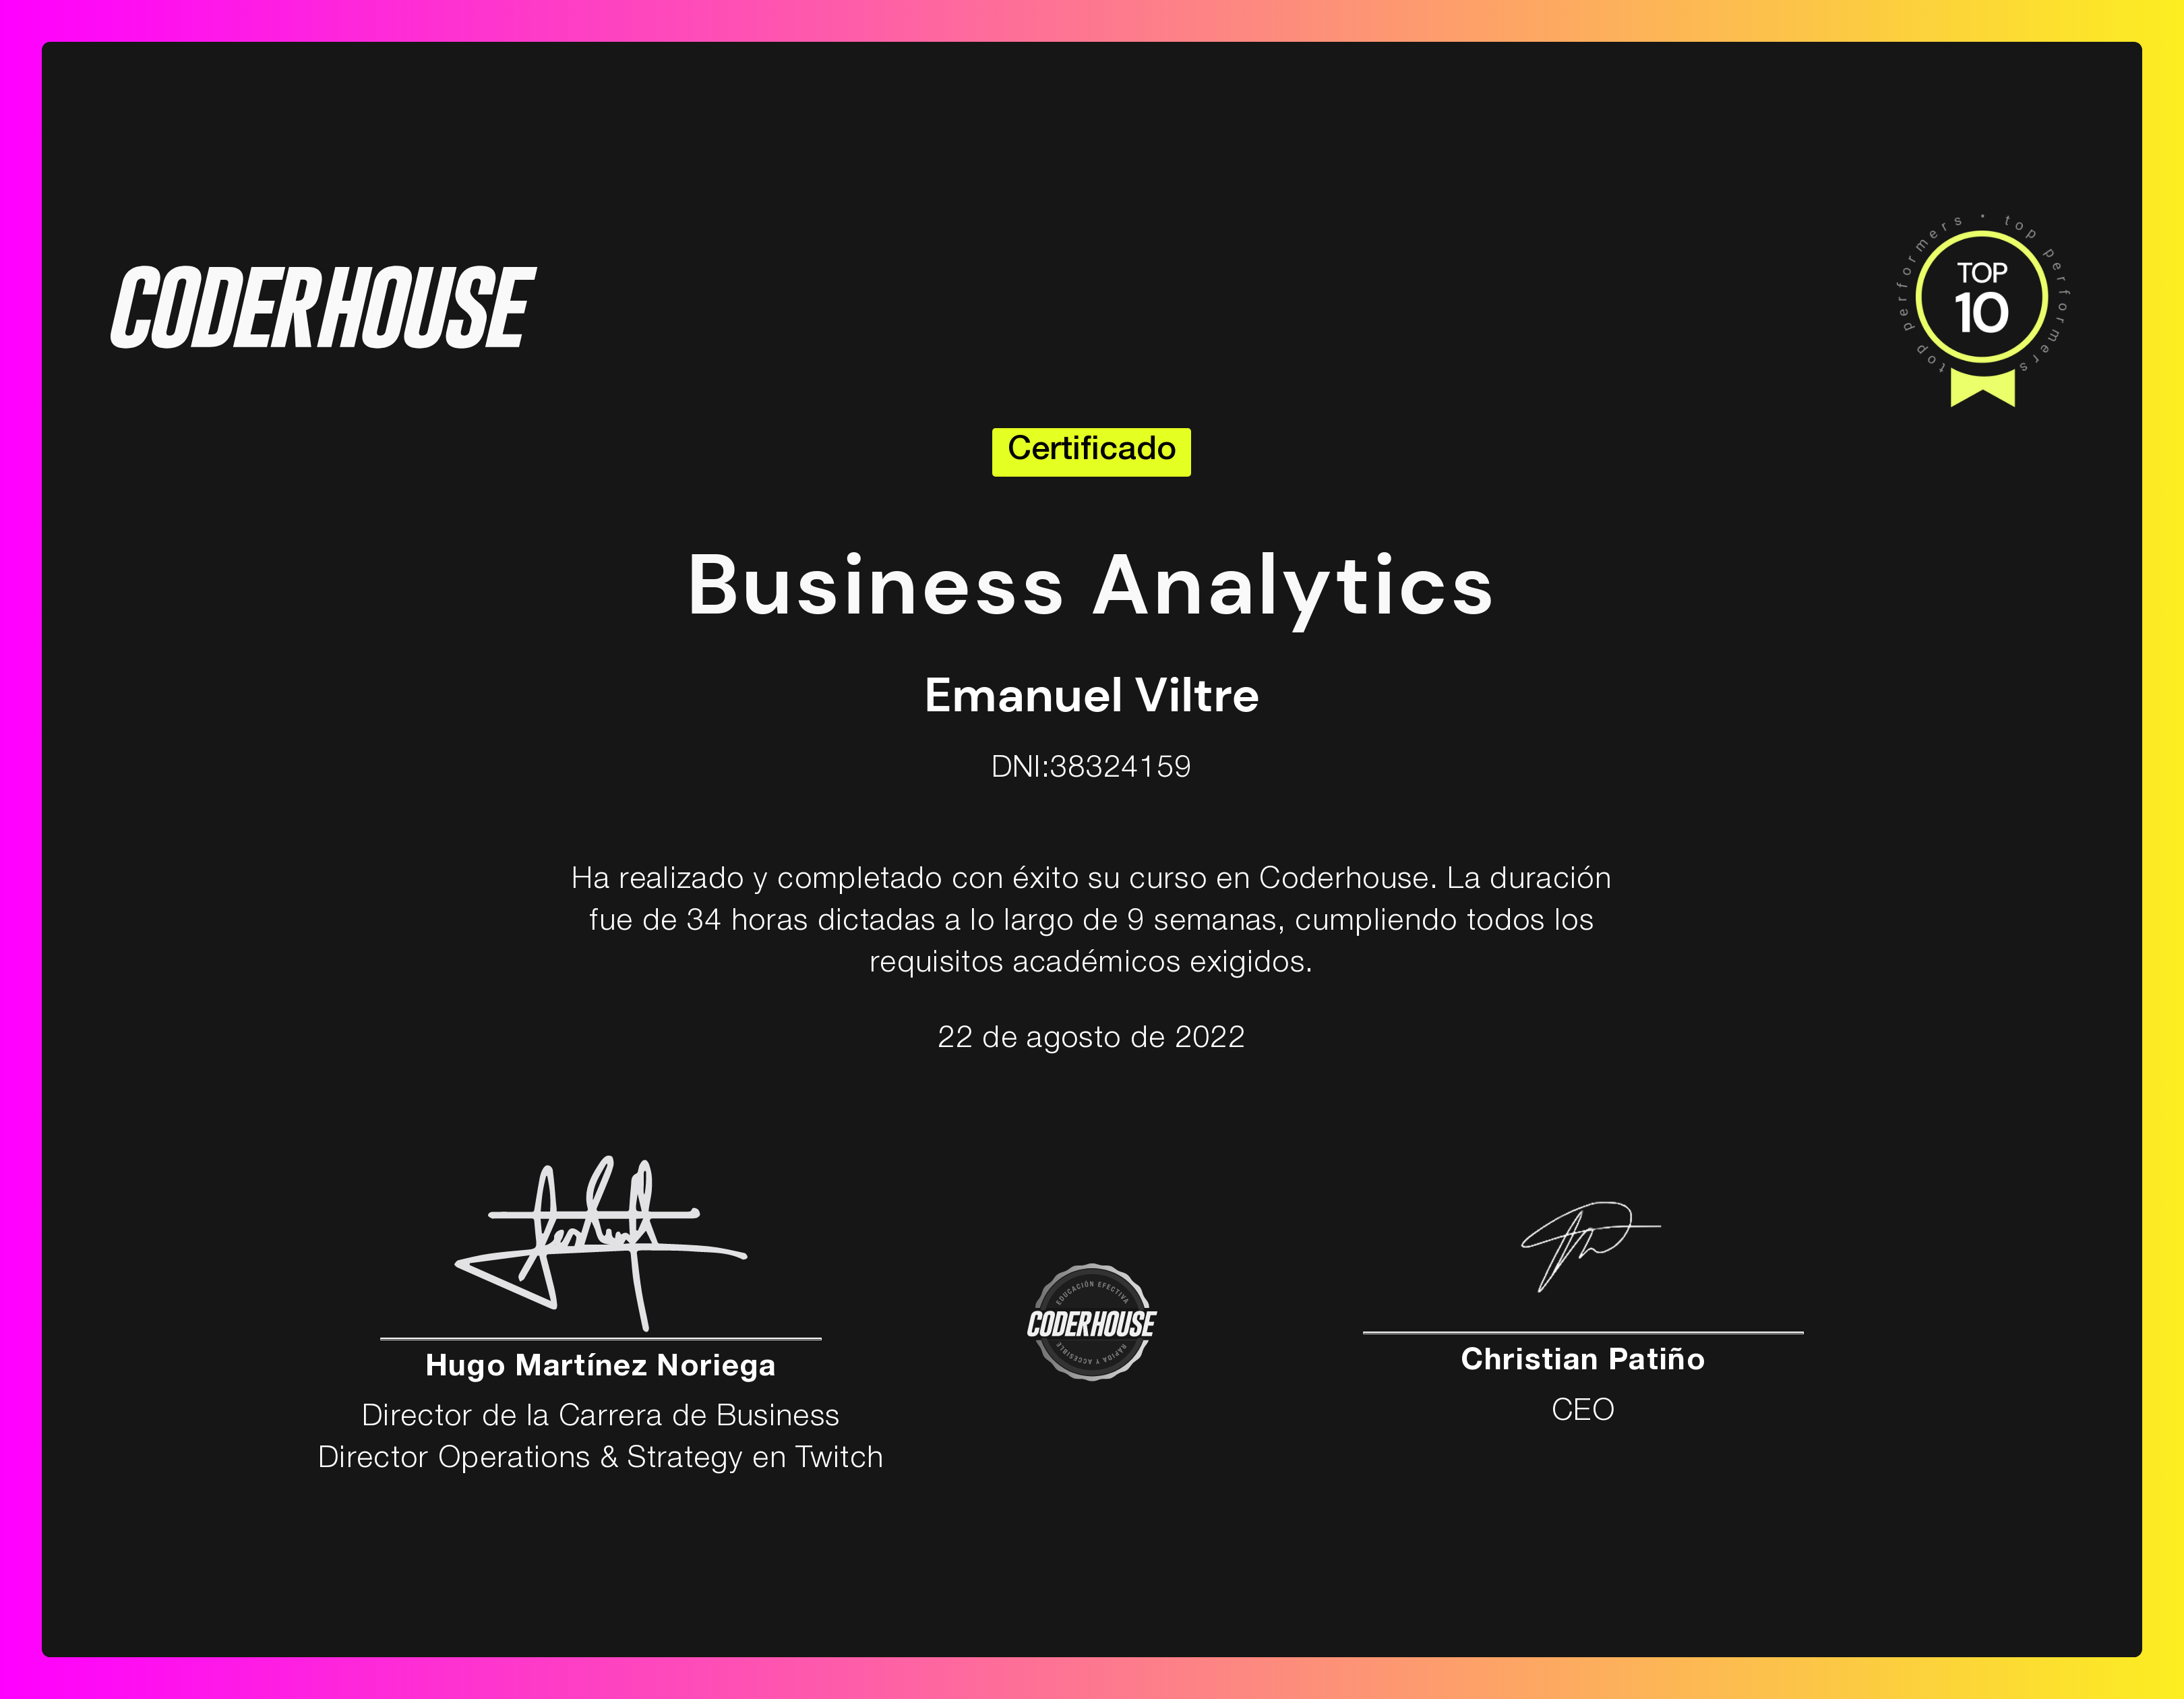 CODERHOUSE
top performers • top performers
TOP
10
Certificado
Business Analytics
Emanuel Viltre
DNI:38324159
Ha realizado y completado con éxito su curso en Coderhouse. La duración
fue de 34 horas dictadas a lo largo de 9 semanas, cumpliendo todos los
requisitos académicos exigidos.
22 de agosto de 2022
Hugo Martínez Noriega
Director de la Carrera de Business
Director Operations & Strategy en Twitch
EDUCACIÓN EFECTIVA
CODERHOUSE
RÁPIDA Y ACCESIBLE
Christian Patiño
CEO